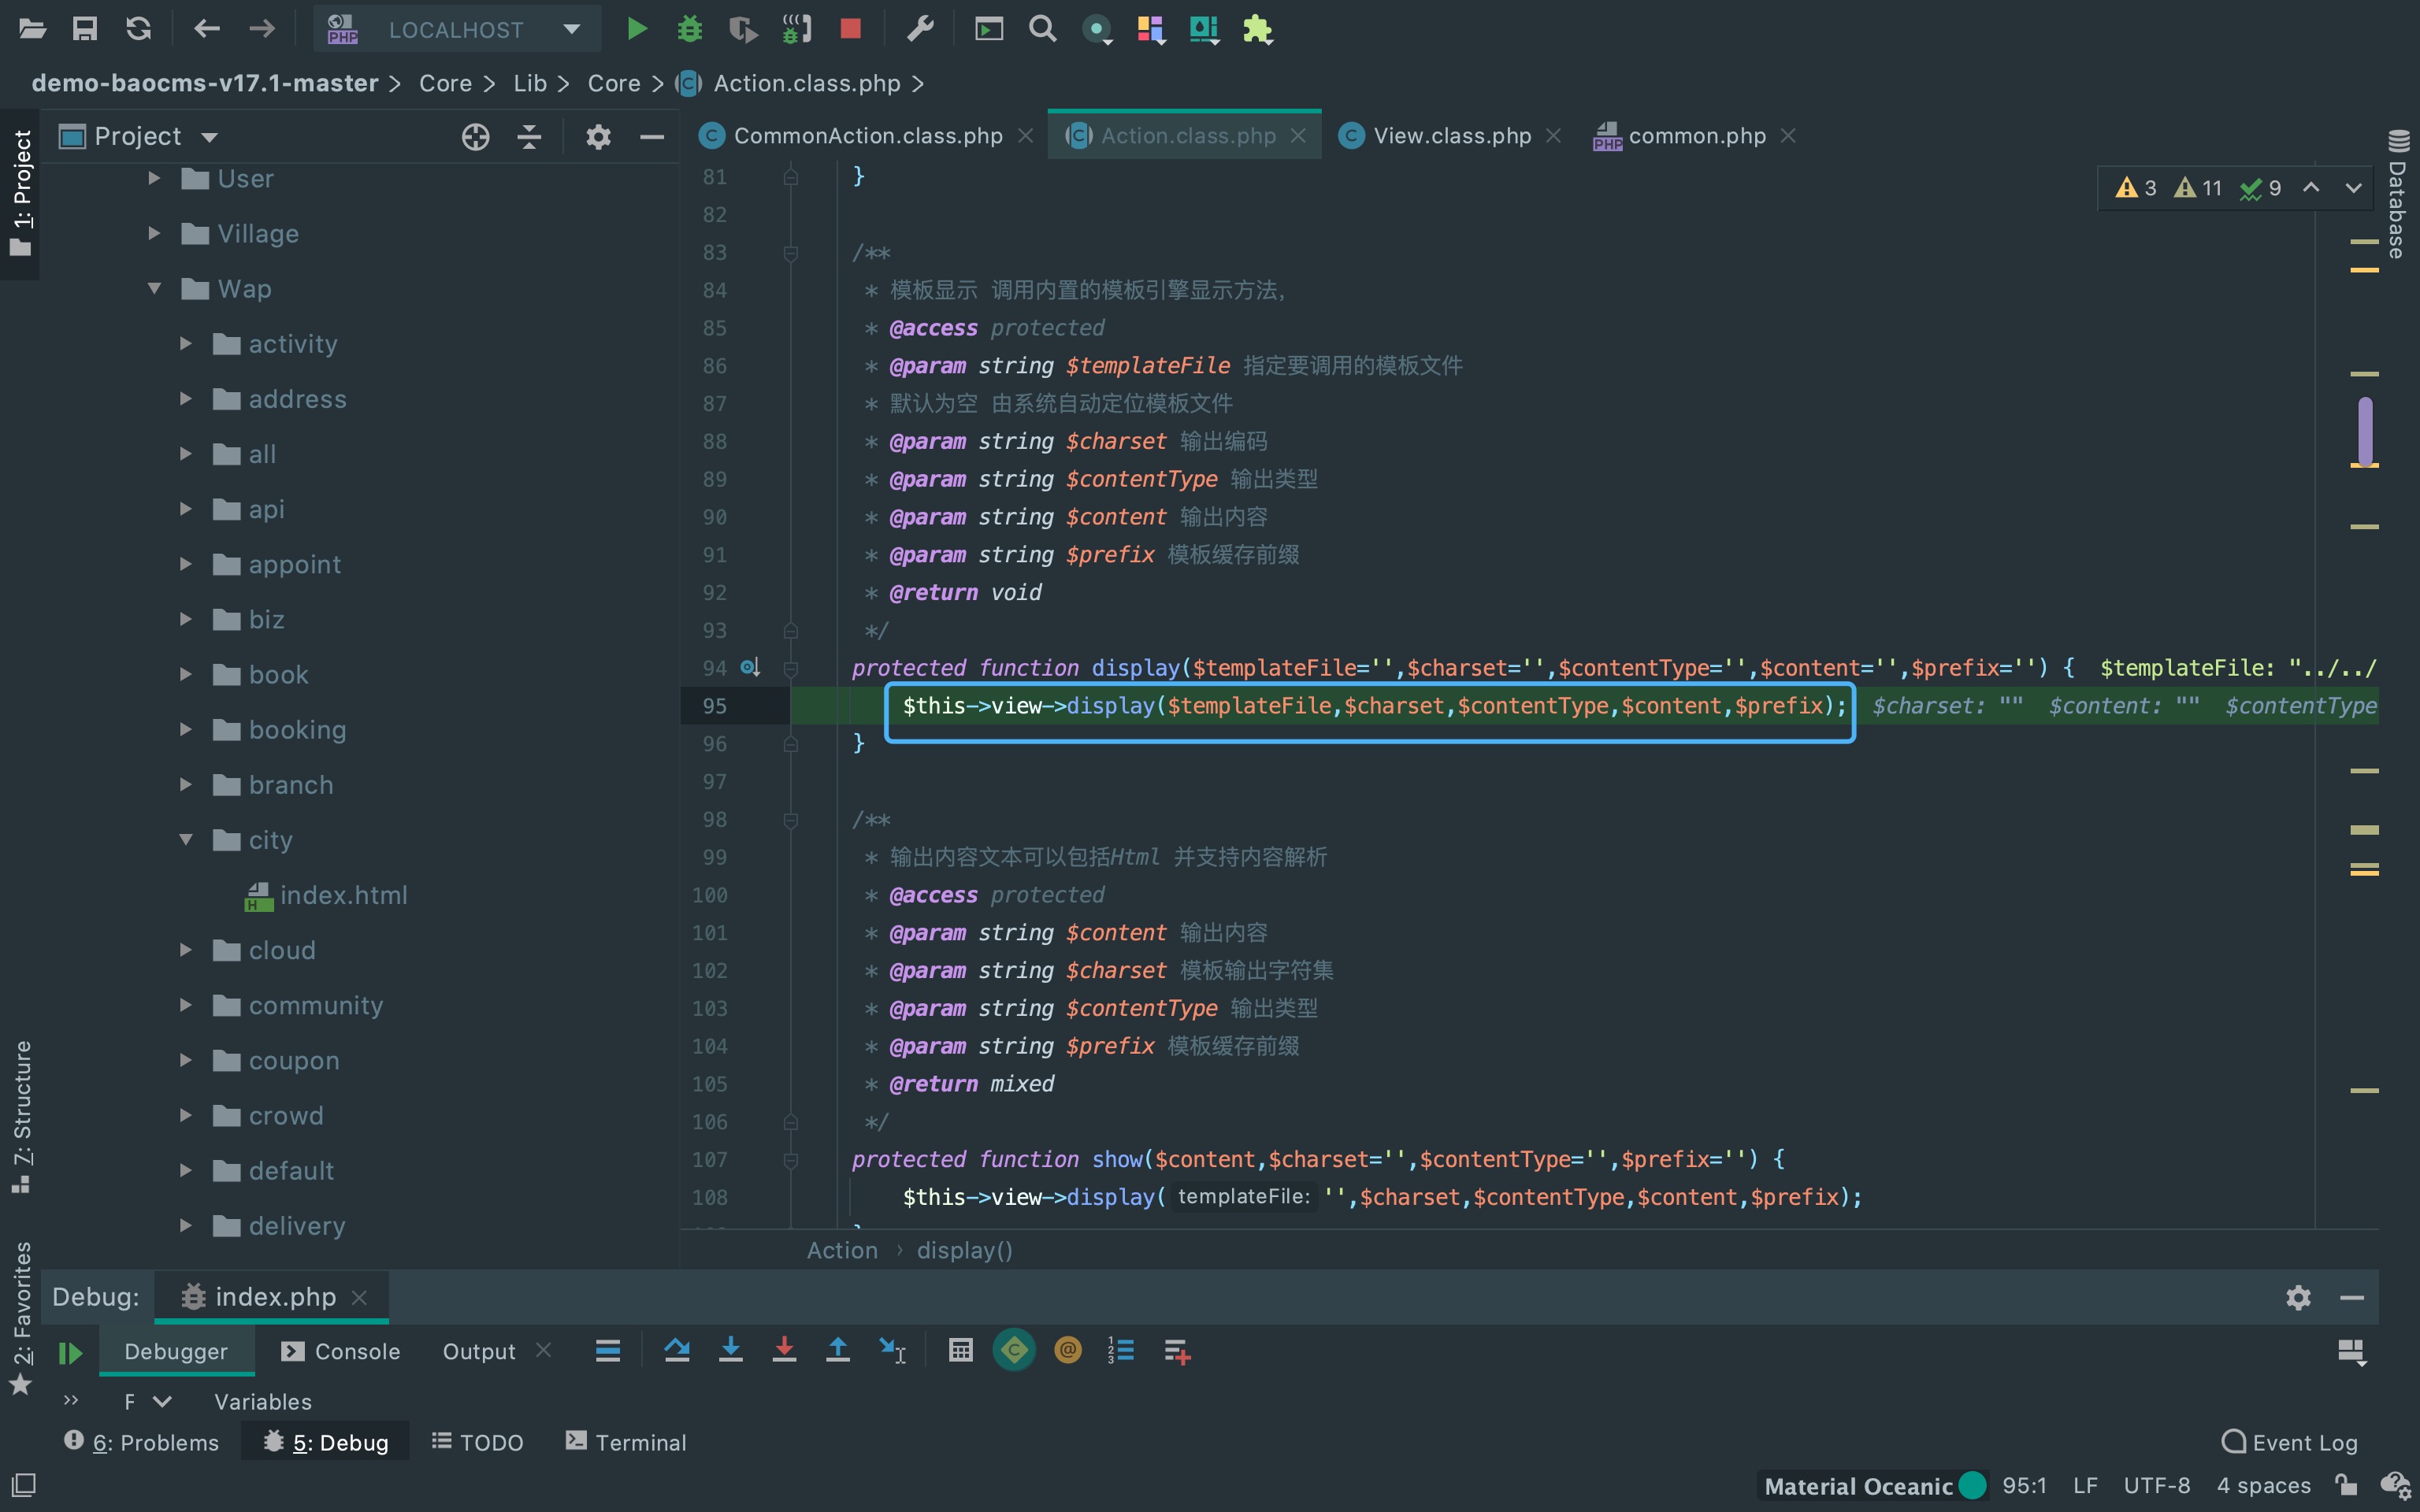 LOCALHOST
demo-baocms-v17.1-master > Core > Lib > Core > Action.class.php >
1: Project
Project
User
Village
Wap
activity
address
all
api
appoint
biz
book
booking
branch
city
index.html
cloud
community
coupon
crowd
default
delivery
7: Structure
2: Favorites
CommonAction.class.php
Action.class.php
View.class.php
common.php
3 11 9
Database
81 }
82
83 /**
84 * 模板显示 调用内置的模板引擎显示方法,
85 * @access protected
86 * @param string $templateFile 指定要调用的模板文件
87 * 默认为空 由系统自动定位模板文件
88 * @param string $charset 输出编码
89 * @param string $contentType 输出类型
90 * @param string $content 输出内容
91 * @param string $prefix 模板缓存前缀
92 * @return void
93 */
94 protected function display($templateFile='',$charset='',$contentType='',$content='',$prefix='') { $templateFile: "../../
95 $this->view->display($templateFile,$charset,$contentType,$content,$prefix); $charset: "" $content: "" $contentType
96 }
97
98 /**
99 * 输出内容文本可以包括Html 并支持内容解析
100 * @access protected
101 * @param string $content 输出内容
102 * @param string $charset 模板输出字符集
103 * @param string $contentType 输出类型
104 * @param string $prefix 模板缓存前缀
105 * @return mixed
106 */
107 protected function show($content,$charset='',$contentType='',$prefix='') {
108 $this->view->display( templateFile: '',$charset,$contentType,$content,$prefix);
Action › display()
Debug: index.php
Debugger Console Output
F Variables
6: Problems 5: Debug TODO Terminal Event Log
Material Oceanic 95:1 LF UTF-8 4 spaces